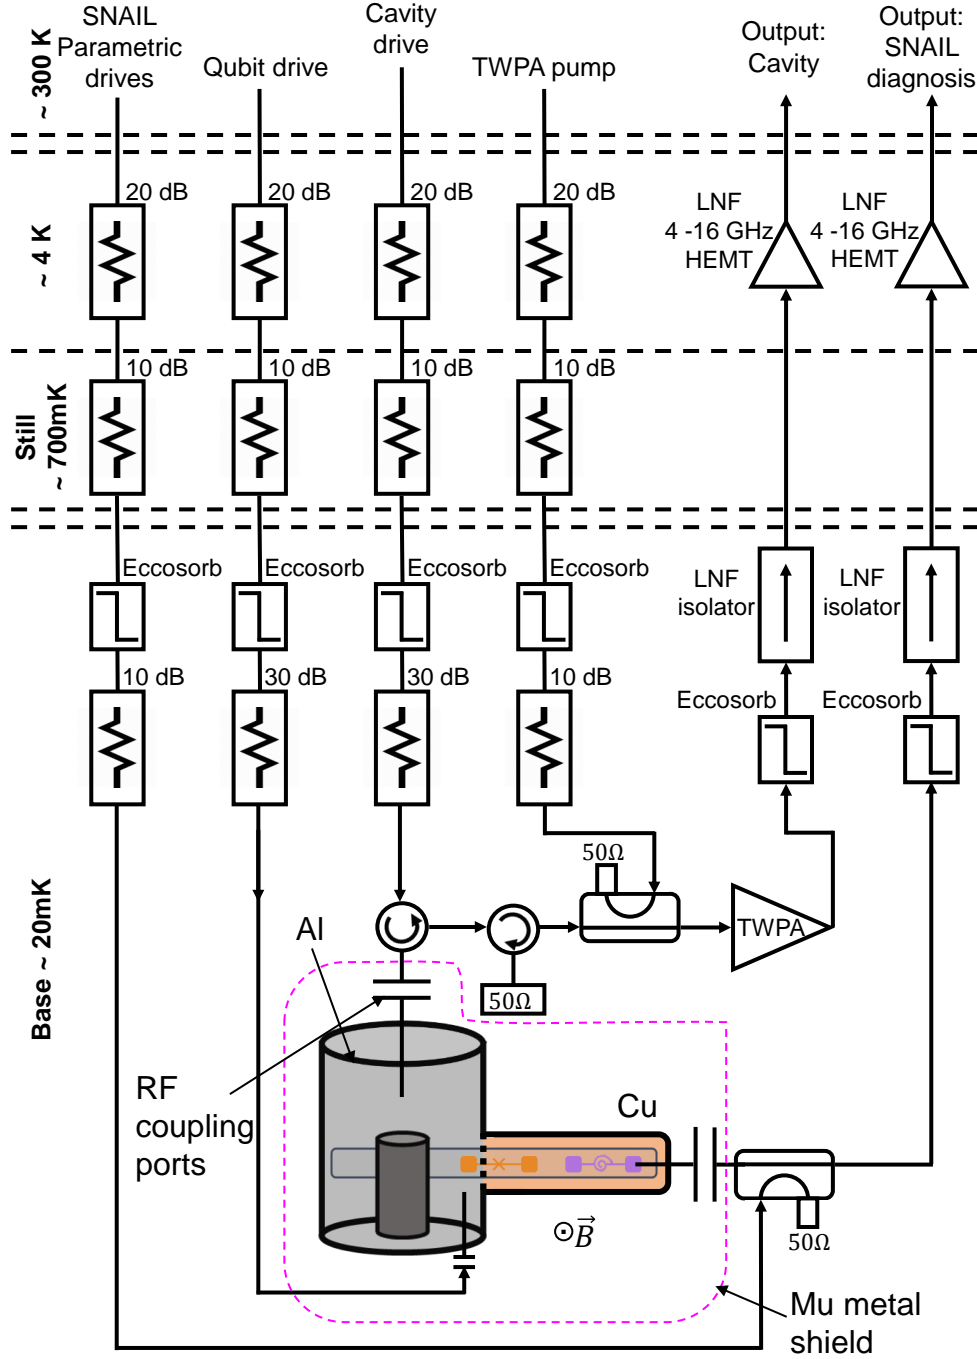 SNAIL
Parametric
drives
Qubit drive
Cavity
drive
TWPA pump
Output:
Cavity
Output:
SNAIL
diagnosis
~ 300 K
20 dB
20 dB
20 dB
20 dB
LNF
4 -16 GHz
HEMT
LNF
4 -16 GHz
HEMT
~ 4 K
10 dB
10 dB
10 dB
10 dB
Still
~ 700mK
Eccosorb
Eccosorb
Eccosorb
Eccosorb
LNF
isolator
LNF
isolator
10 dB
30 dB
30 dB
10 dB
Eccosorb
Eccosorb
Base ~ 20mK
50Ω
TWPA
Al
50Ω
RF
coupling
ports
Cu
⊙B⃗
50Ω
Mu metal
shield